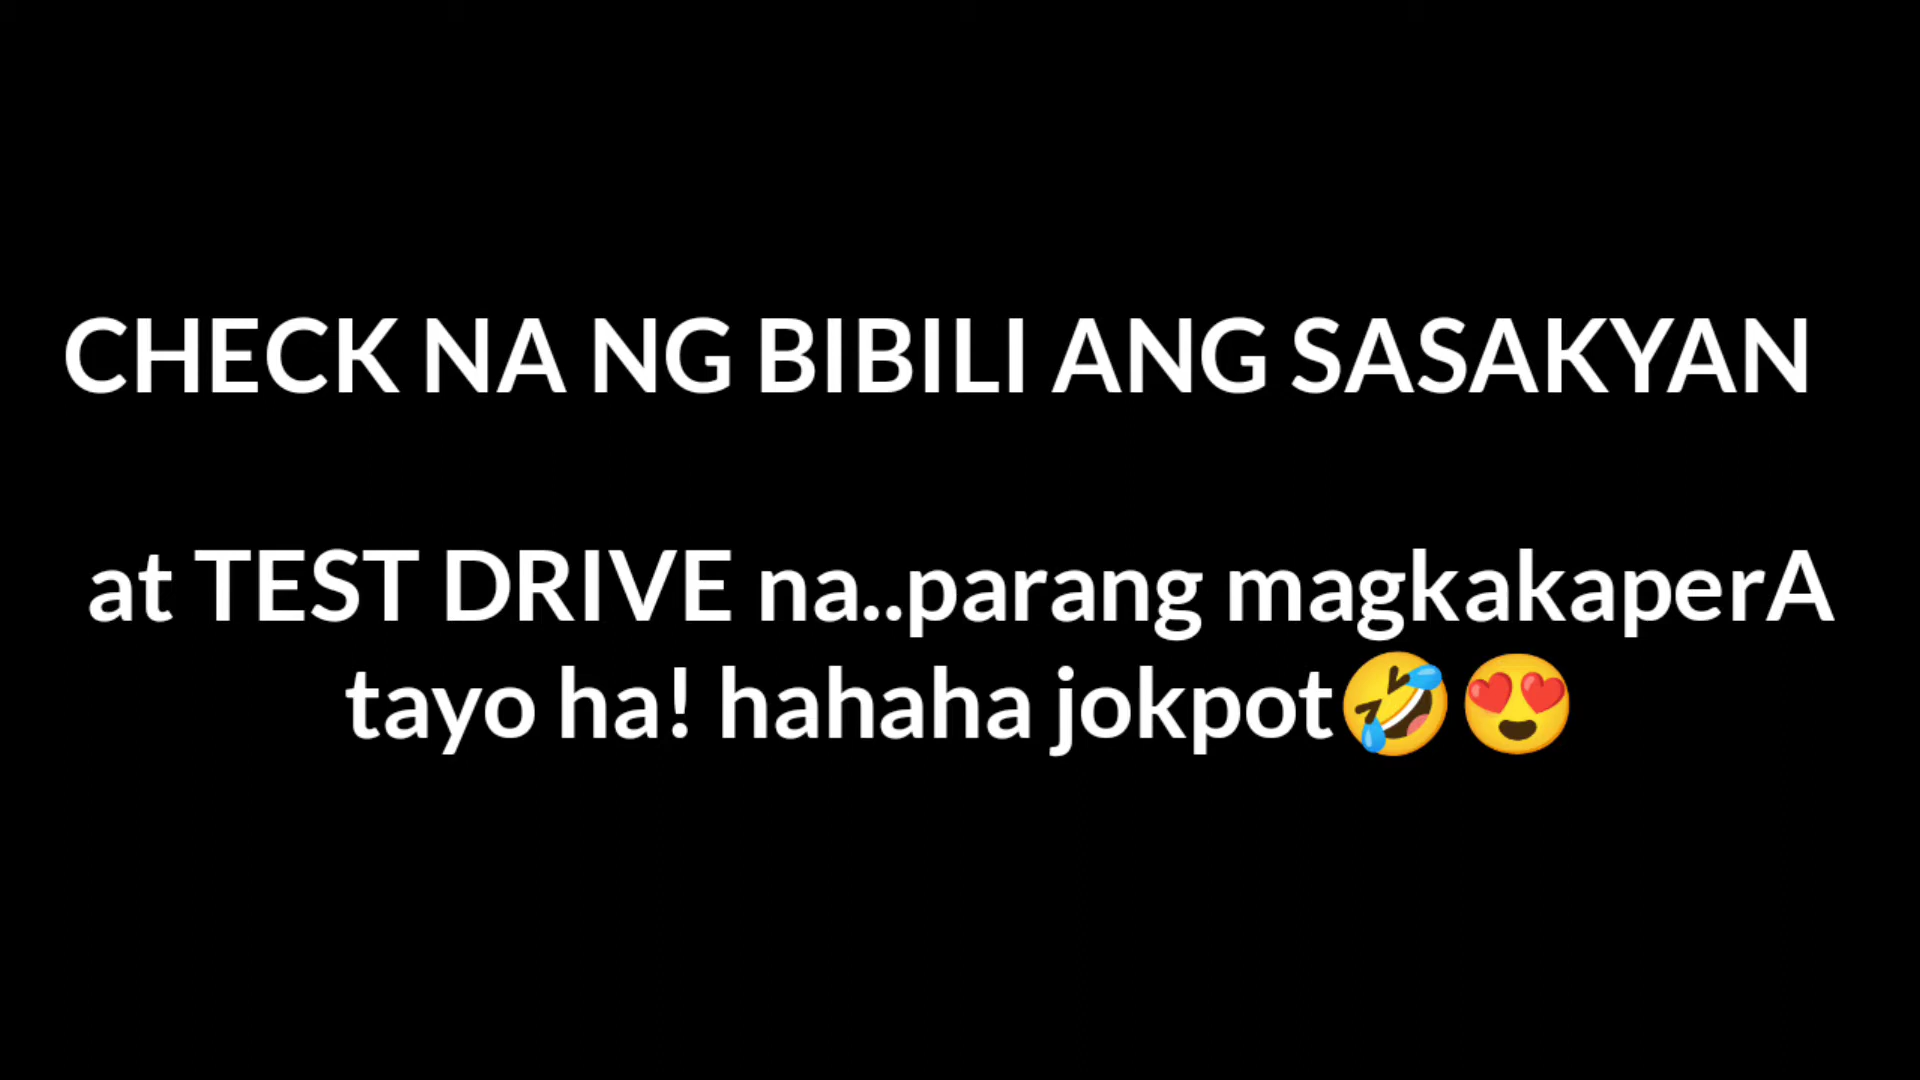 CHECK NA NG BIBILI ANG SASAKYAN
at TEST DRIVE na..parang magkakaperA
tayo ha! hahaha jokpot🤣😍